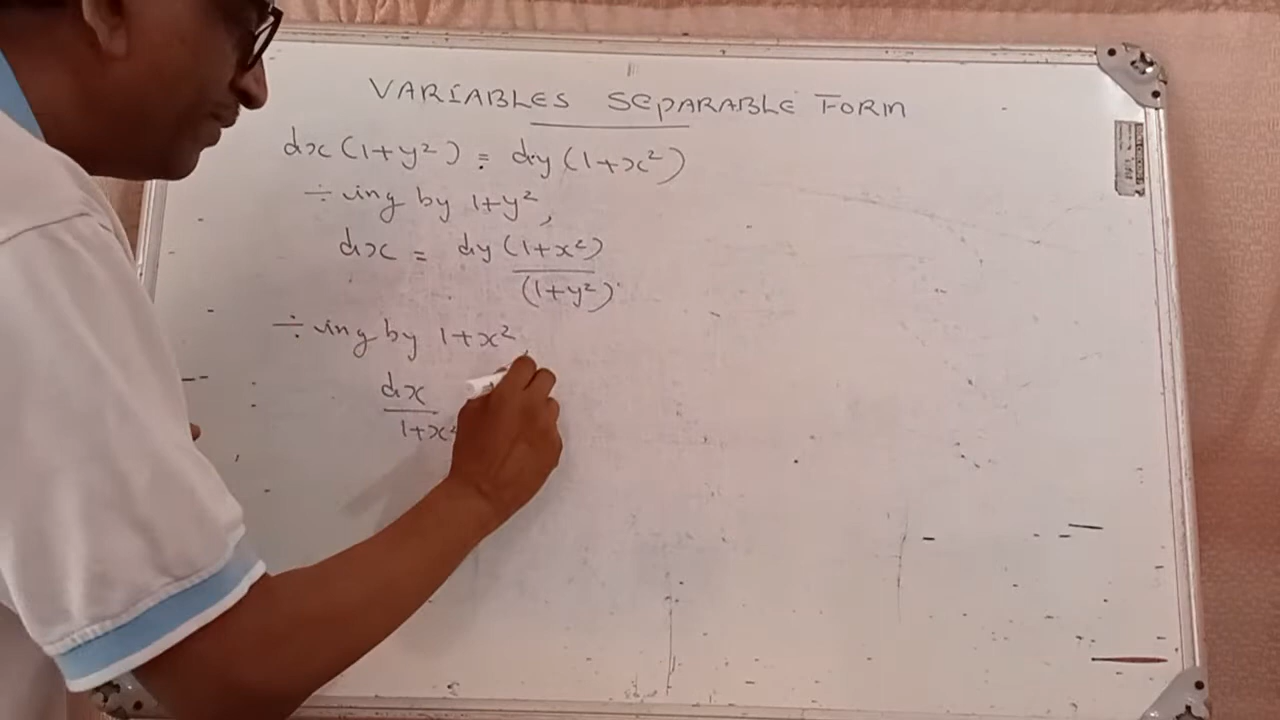 VARIABLES SEPARABLE FORM
dx(1+y²) = dy(1+x²)
÷ing by 1+y²,
dx = dy (1+x²)
(1+y²)
÷ing by 1+x²
dx
1+x²